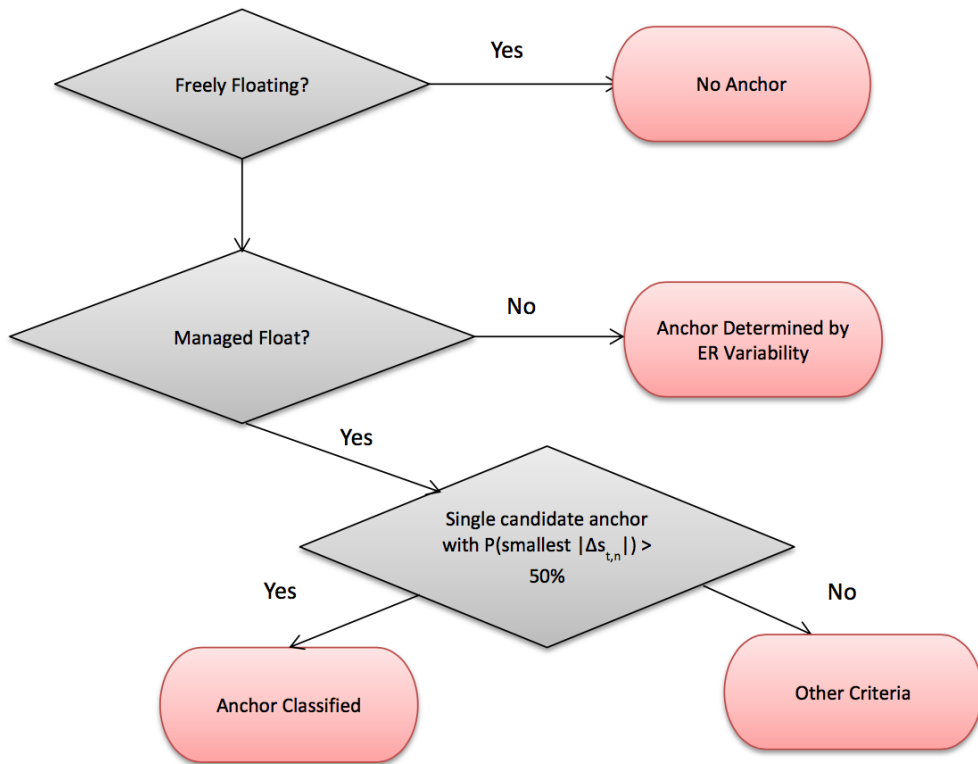 Freely Floating?
Yes
No Anchor
Managed Float?
No
Anchor Determined by
ER Variability
Yes
Single candidate anchor
with P(smallest |Δs_{t,n}|) >
50%
Yes
No
Anchor Classified
Other Criteria